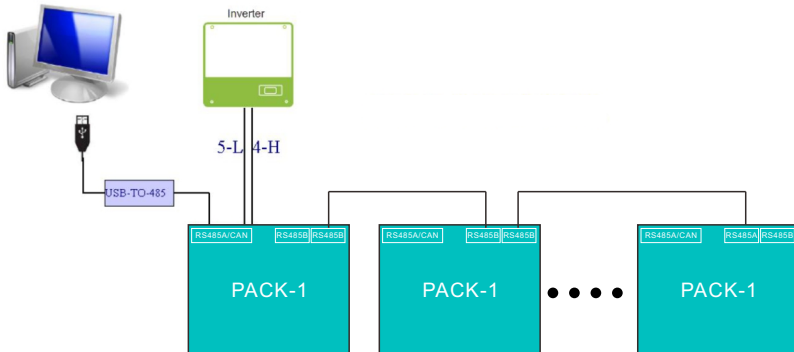 Inverter
5-L 4-H
USB-TO-485
RS485A/CAN RS485B RS485B
RS485A/CAN RS485B RS485B
RS485A/CAN RS485A RS485B
PACK-1
PACK-1
PACK-1